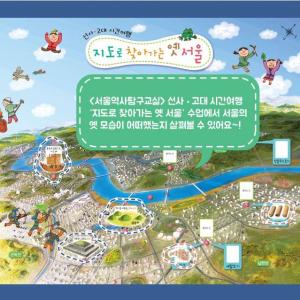 선사·고대 시간여행
지도로 찾아가는 옛 서울
<서울역사탐구교실> 선사·고대 시간여행
'지도로 찾아가는 옛 서울' 수업에서 서울의
옛 모습이 어떠했는지 살펴볼 수 있어요~!